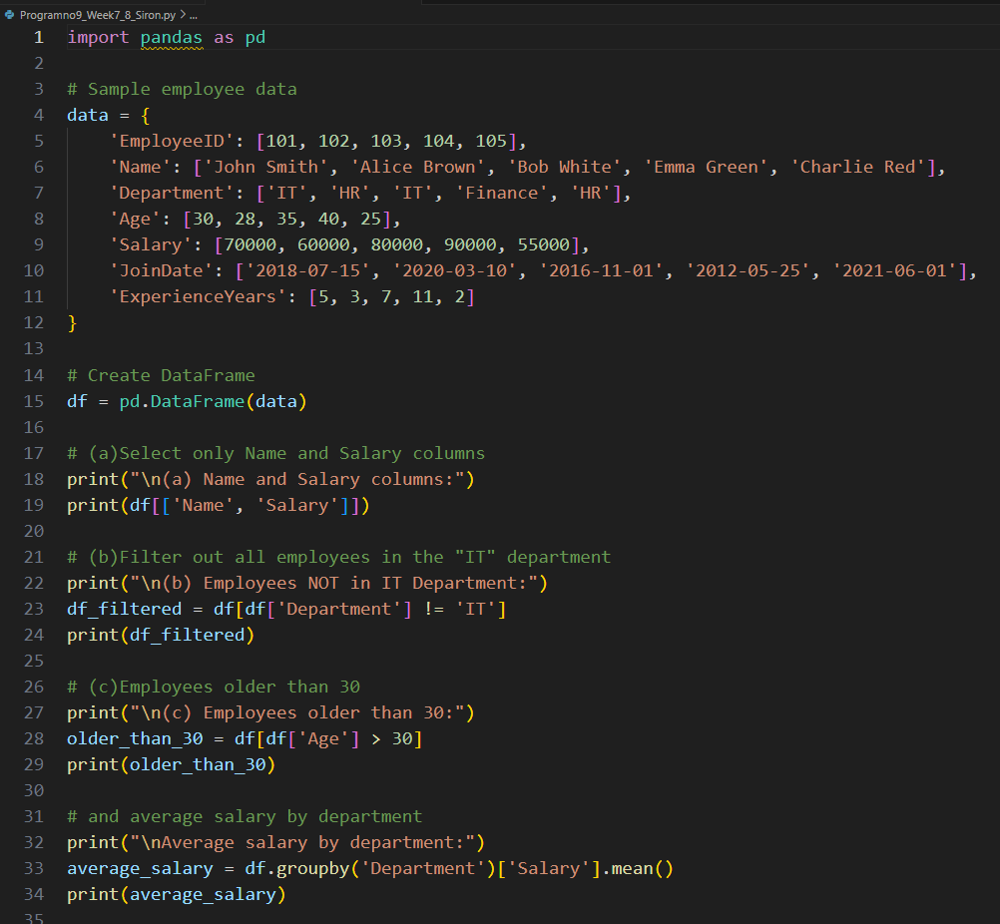 Programno9_Week7_8_Siron.py > ...
1 import pandas as pd
2
3 # Sample employee data
4 data = {
5     'EmployeeID': [101, 102, 103, 104, 105],
6     'Name': ['John Smith', 'Alice Brown', 'Bob White', 'Emma Green', 'Charlie Red'],
7     'Department': ['IT', 'HR', 'IT', 'Finance', 'HR'],
8     'Age': [30, 28, 35, 40, 25],
9     'Salary': [70000, 60000, 80000, 90000, 55000],
10     'JoinDate': ['2018-07-15', '2020-03-10', '2016-11-01', '2012-05-25', '2021-06-01'],
11     'ExperienceYears': [5, 3, 7, 11, 2]
12 }
13
14 # Create DataFrame
15 df = pd.DataFrame(data)
16
17 # (a)Select only Name and Salary columns
18 print("\n(a) Name and Salary columns:")
19 print(df[['Name', 'Salary']])
20
21 # (b)Filter out all employees in the "IT" department
22 print("\n(b) Employees NOT in IT Department:")
23 df_filtered = df[df['Department'] != 'IT']
24 print(df_filtered)
25
26 # (c)Employees older than 30
27 print("\n(c) Employees older than 30:")
28 older_than_30 = df[df['Age'] > 30]
29 print(older_than_30)
30
31 # and average salary by department
32 print("\nAverage salary by department:")
33 average_salary = df.groupby('Department')['Salary'].mean()
34 print(average_salary)
35